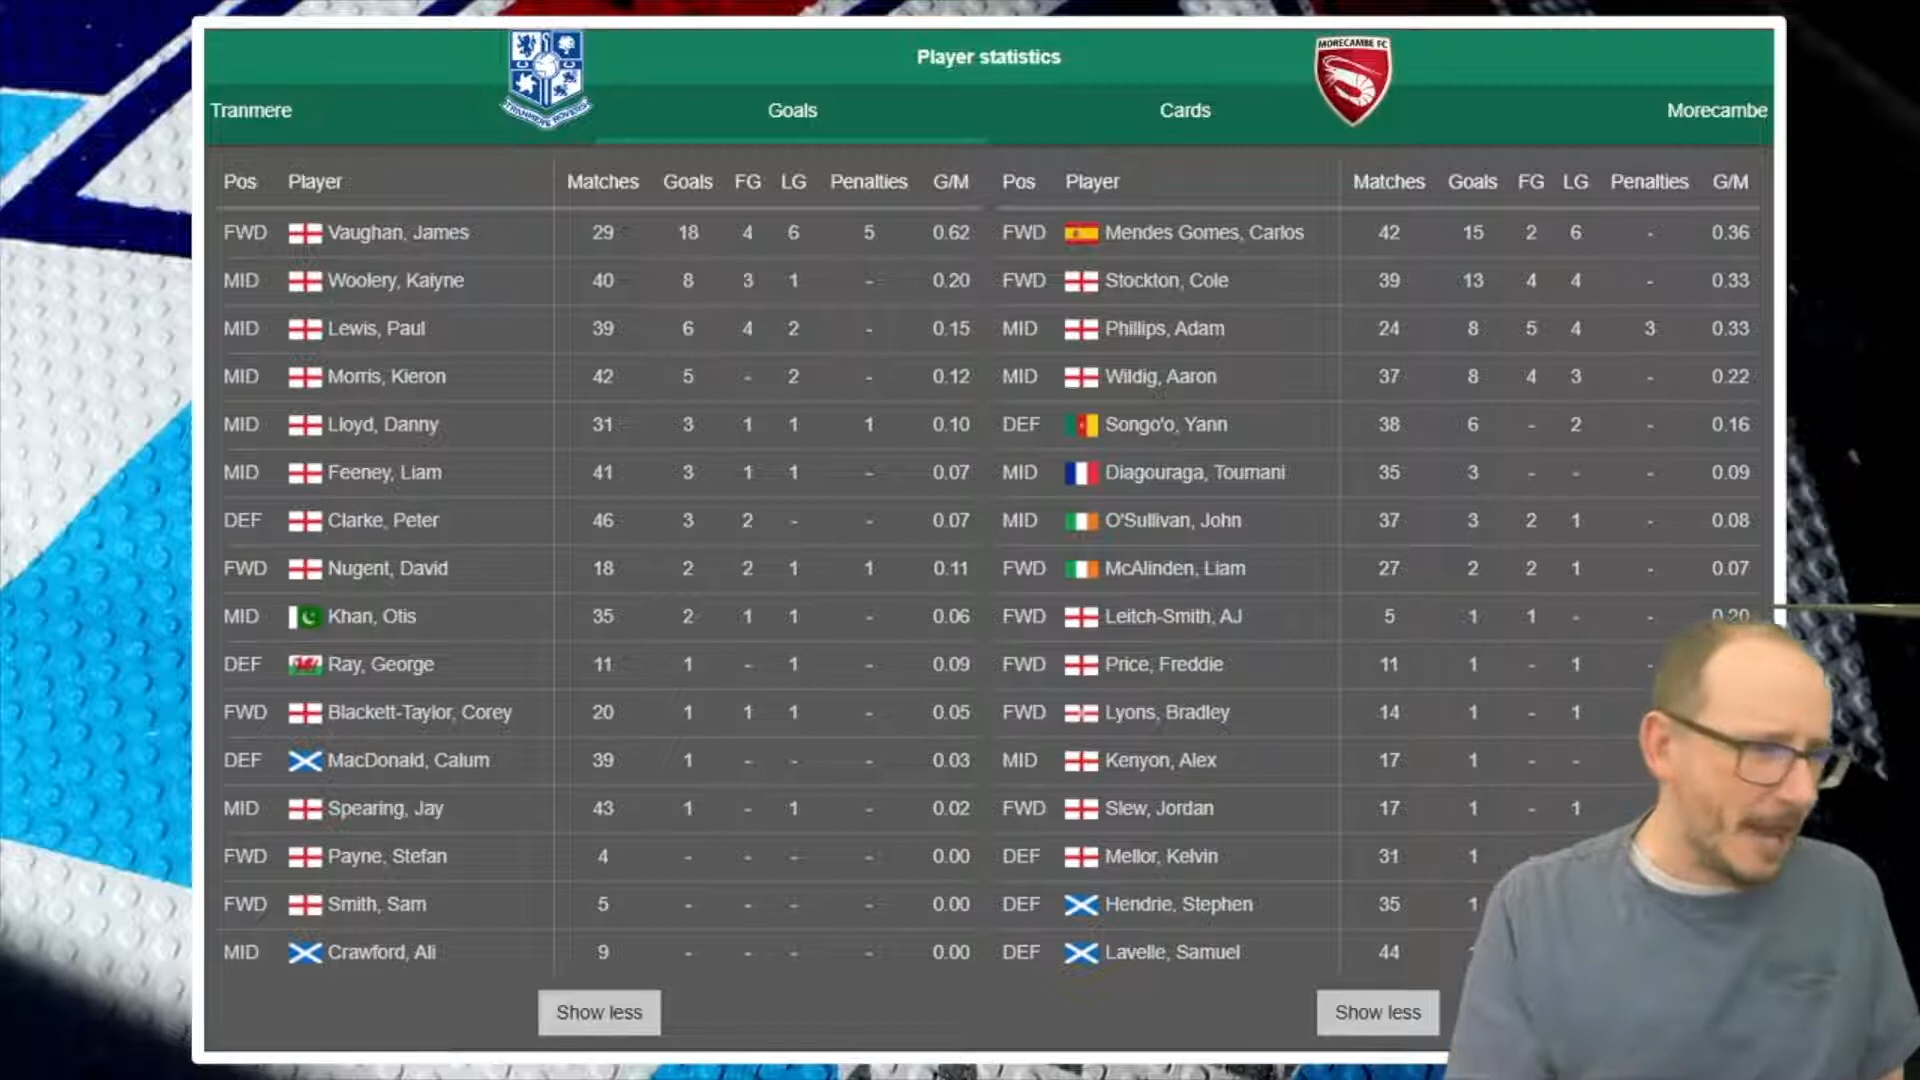 Player statistics
MORECAMBE FC
TRANMERE ROVERS
Tranmere Goals Cards Morecambe
Pos Player Matches Goals FG LG Penalties G/M Pos Player Matches Goals FG LG Penalties G/M
FWD Vaughan, James 29 18 4 6 5 0.62 FWD Mendes Gomes, Carlos 42 15 2 6 - 0.36
MID Woolery, Kaiyne 40 8 3 1 - 0.20 FWD Stockton, Cole 39 13 4 4 - 0.33
MID Lewis, Paul 39 6 4 2 - 0.15 MID Phillips, Adam 24 8 5 4 3 0.33
MID Morris, Kieron 42 5 - 2 - 0.12 MID Wildig, Aaron 37 8 4 3 - 0.22
MID Lloyd, Danny 31 3 1 1 1 0.10 DEF Songo'o, Yann 38 6 - 2 - 0.16
MID Feeney, Liam 41 3 1 1 - 0.07 MID Diagouraga, Toumani 35 3 - - - 0.09
DEF Clarke, Peter 46 3 2 - - 0.07 MID O'Sullivan, John 37 3 2 1 - 0.08
FWD Nugent, David 18 2 2 1 1 0.11 FWD McAlinden, Liam 27 2 2 1 - 0.07
MID Khan, Otis 35 2 1 1 - 0.06 FWD Leitch-Smith, AJ 5 1 1 - - 0.20
DEF Ray, George 11 1 - 1 - 0.09 FWD Price, Freddie 11 1 - 1 -
FWD Blackett-Taylor, Corey 20 1 1 1 - 0.05 FWD Lyons, Bradley 14 1 - 1
DEF MacDonald, Calum 39 1 - - - 0.03 MID Kenyon, Alex 17 1 - -
MID Spearing, Jay 43 1 - 1 - 0.02 FWD Slew, Jordan 17 1 - 1
FWD Payne, Stefan 4 - - - - 0.00 DEF Mellor, Kelvin 31 1
FWD Smith, Sam 5 - - - - 0.00 DEF Hendrie, Stephen 35 1
MID Crawford, Ali 9 - - - - 0.00 DEF Lavelle, Samuel 44
Show less Show less